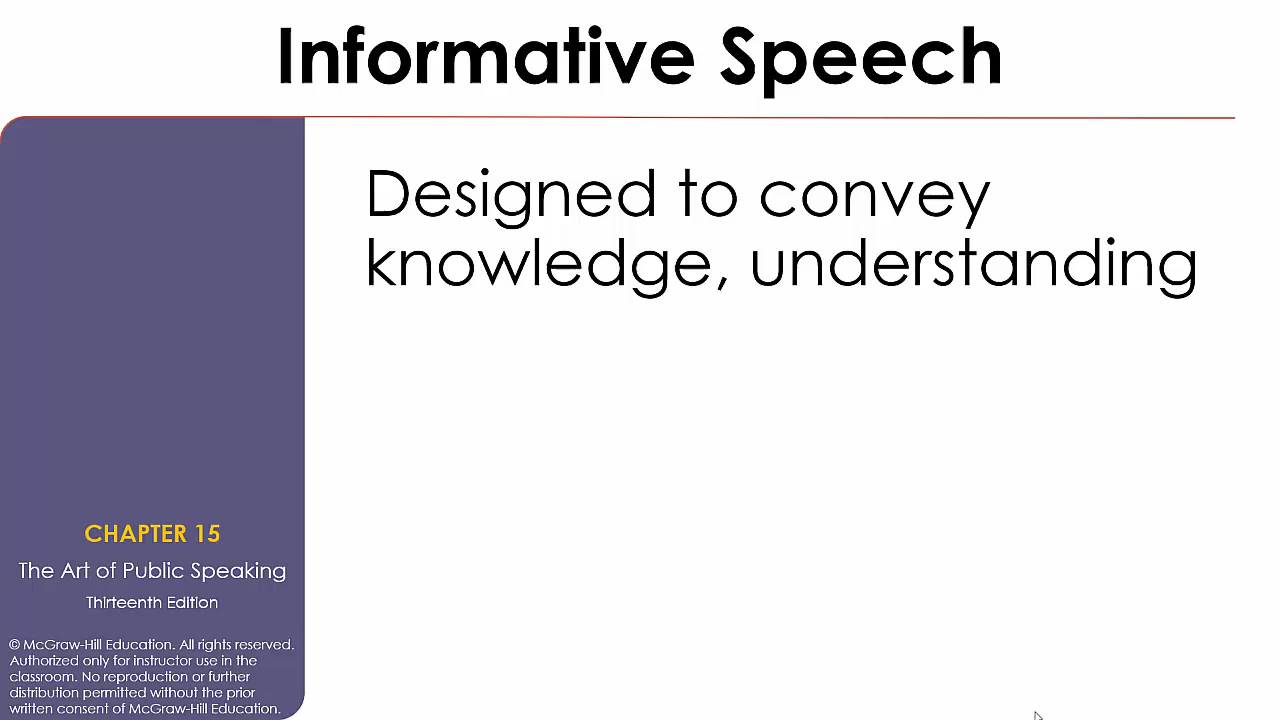 Informative Speech
Designed to convey
knowledge, understanding
CHAPTER 15
The Art of Public Speaking
Thirteenth Edition
© McGraw-Hill Education. All rights reserved.
Authorized only for instructor use in the
classroom. No reproduction or further
distribution permitted without the prior
written consent of McGraw-Hill Education.